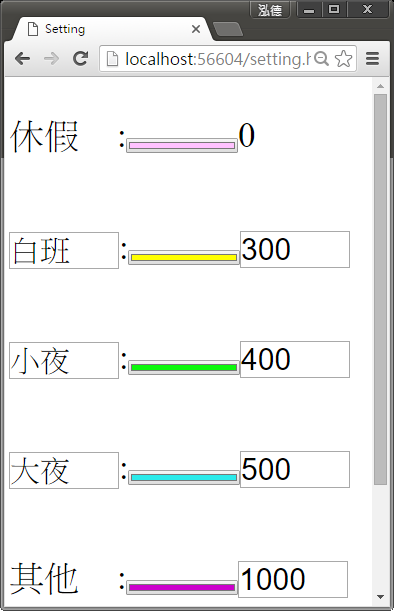 泓德
Setting
localhost:56604/setting.h
休假 : 0
白班 : 300
小夜 : 400
大夜 : 500
其他 : 1000